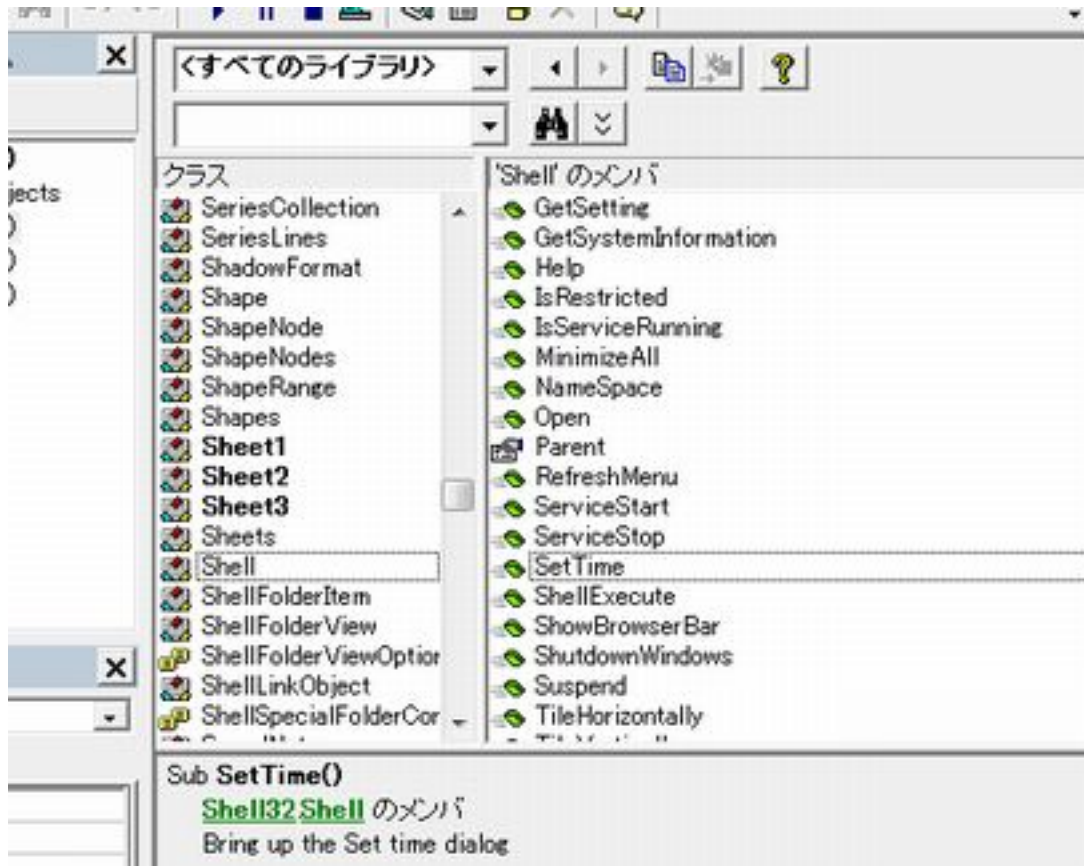 <すべてのライブラリ>
jects
クラス
SeriesCollection
SeriesLines
ShadowFormat
Shape
ShapeNode
ShapeNodes
ShapeRange
Shapes
Sheet1
Sheet2
Sheet3
Sheets
Shell
ShellFolderItem
ShellFolderView
ShellFolderViewOption
ShellLinkObject
ShellSpecialFolderCor
'Shell' のメンバ
GetSetting
GetSystemInformation
Help
IsRestricted
IsServiceRunning
MinimizeAll
NameSpace
Open
Parent
RefreshMenu
ServiceStart
ServiceStop
SetTime
ShellExecute
ShowBrowserBar
ShutdownWindows
Suspend
TileHorizontally
Sub SetTime()
Shell32.Shell のメンバ
Bring up the Set time dialog